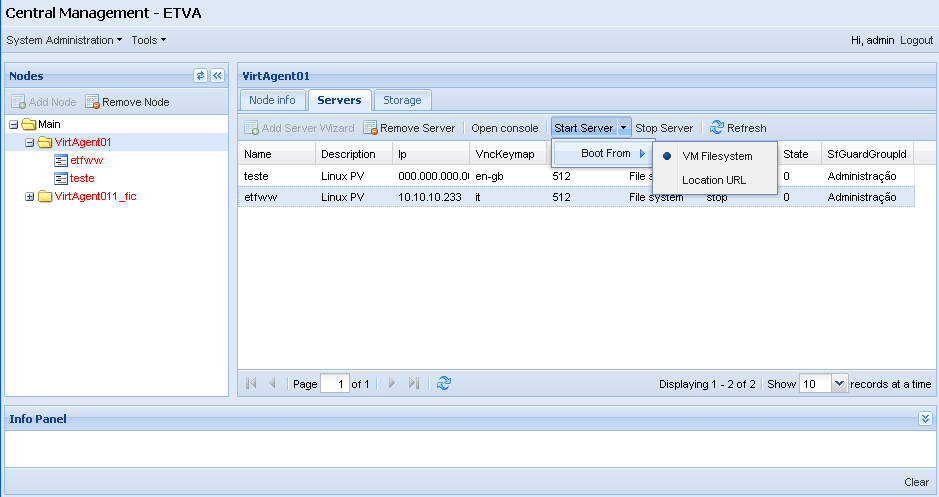 Central Management - ETVA
System Administration Tools Hi, admin Logout
Nodes
Add Node Remove Node
Main
VirtAgent01
etfww
teste
VirtAgent011_fic
VirtAgent01
Node info Servers Storage
Add Server Wizard Remove Server Open console Start Server Stop Server Refresh
Boot From
VM Filesystem
Location URL
Name Description Ip VncKeymap State SfGuardGroupId
teste Linux PV 000.000.000.0 en-gb 512 File s 0 Administração
etfww Linux PV 10.10.10.233 it 512 File system stop 0 Administração
Page 1 of 1 Displaying 1 - 2 of 2 Show 10 records at a time
Info Panel
Clear